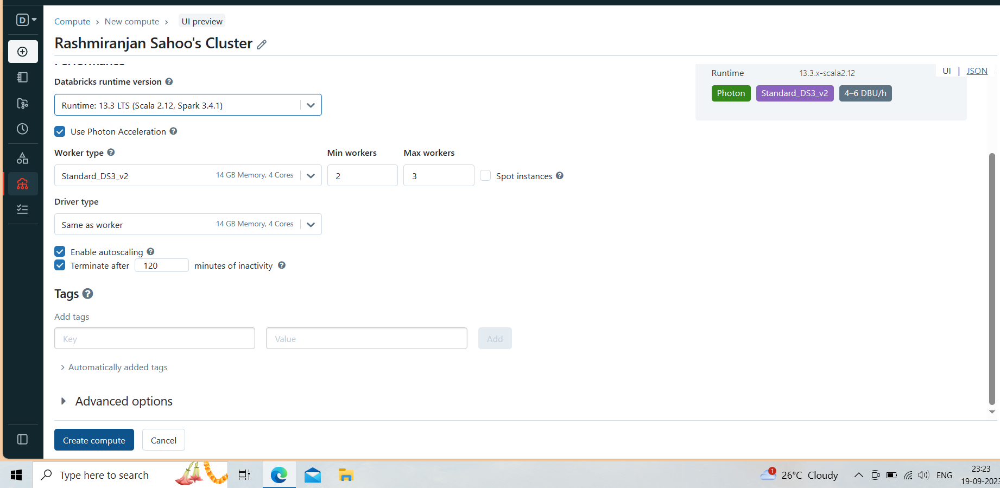 D
Compute › New compute › UI preview
Rashmiranjan Sahoo's Cluster
Performance
UI | JSON
Runtime 13.3.x-scala2.12
Photon Standard_DS3_v2 4–6 DBU/h
Databricks runtime version ?
Runtime: 13.3 LTS (Scala 2.12, Spark 3.4.1)
Use Photon Acceleration ?
Worker type ? Min workers Max workers
Standard_DS3_v2 14 GB Memory, 4 Cores 2 3 Spot instances ?
Driver type
Same as worker 14 GB Memory, 4 Cores
Enable autoscaling ?
Terminate after 120 minutes of inactivity ?
Tags ?
Add tags
Key Value Add
Automatically added tags
Advanced options
Create compute Cancel
Type here to search 1 26°C Cloudy ENG
23:23
19-09-202